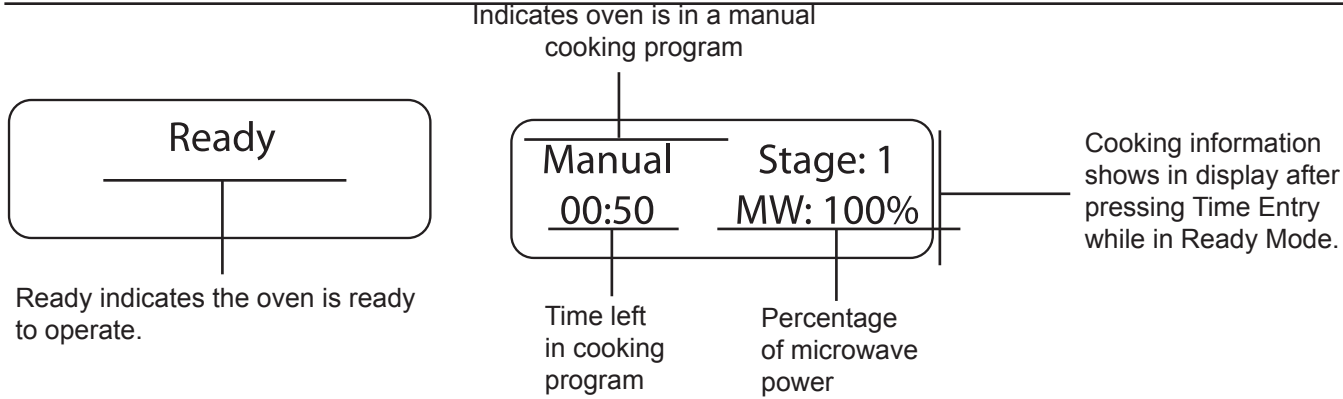 Indicates oven is in a manual
cooking program
Ready
Ready indicates the oven is ready
to operate.
Manual Stage: 1
00:50 MW: 100%
Time left
in cooking
program
Percentage
of microwave
power
Cooking information
shows in display after
pressing Time Entry
while in Ready Mode.